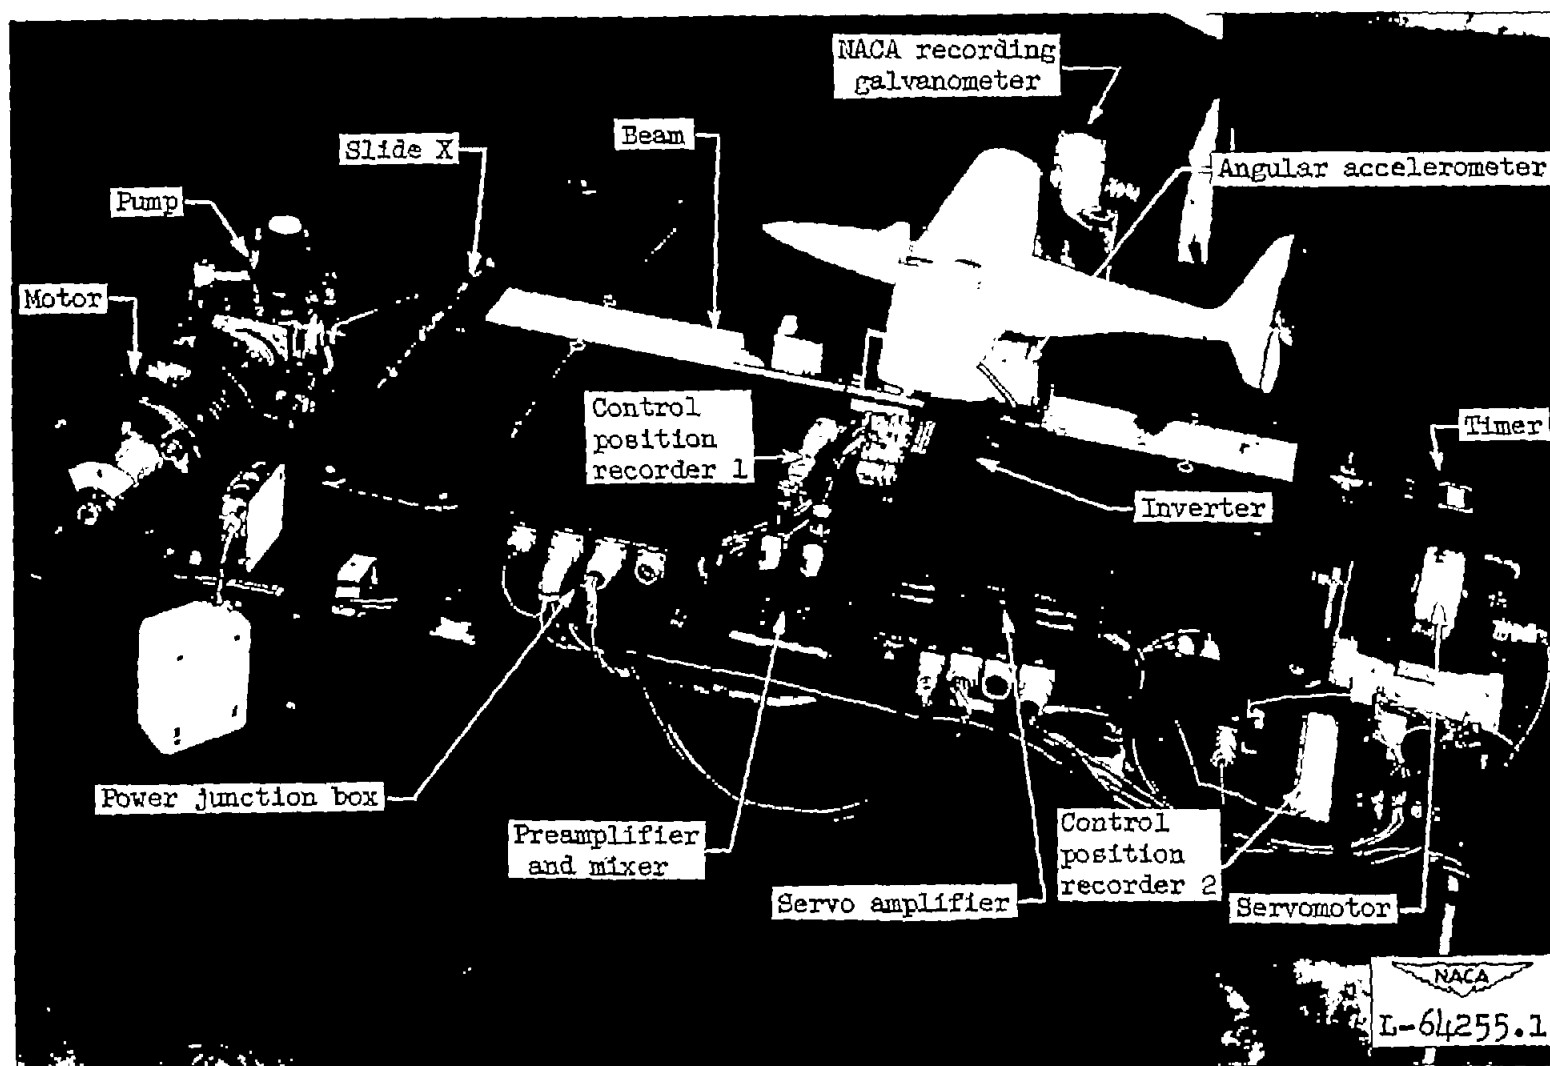 NACA recording
galvanometer
Beam
Slide X
Angular accelerometer
Pump
Motor
Control
position
recorder 1
Timer
Inverter
Power junction box
Preamplifier
and mixer
Control
position
recorder 2
Servo amplifier
Servomotor
NACA
L-64255.1